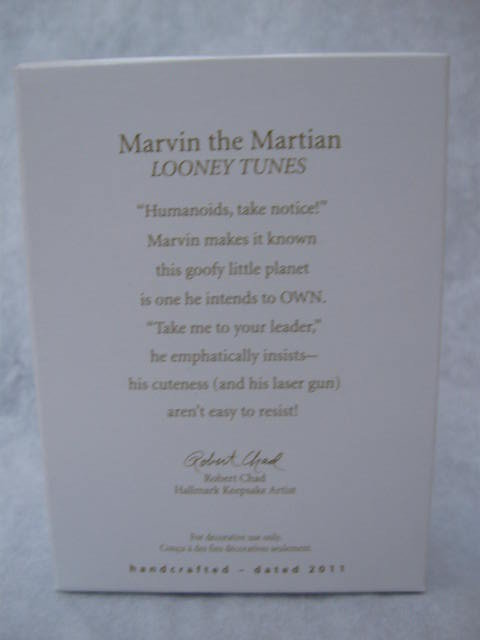 Marvin the Martian
LOONEY TUNES
“Humanoids, take notice!”
Marvin makes it known
this goofy little planet
is one he intends to OWN.
“Take me to your leader,”
he emphatically insists—
his cuteness (and his laser gun)
aren't easy to resist!
Robert Chad
Robert Chad
Hallmark Keepsake Artist
For decorative use only.
Conçu à des fins décoratives seulement.
handcrafted – dated 2011